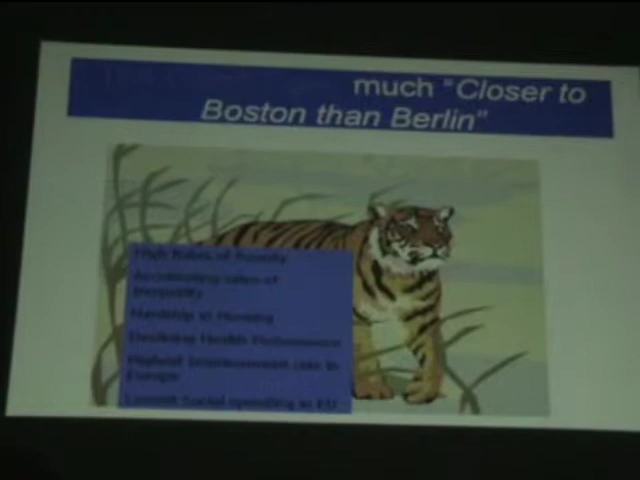 much "Closer to
Boston than Berlin"
High Rates of Poverty
Accelerating rates of
Inequality
Hardship in Housing
Declining Health Performance
Highest Imprisonment rate in
Europe
Lowest Social spending in EU